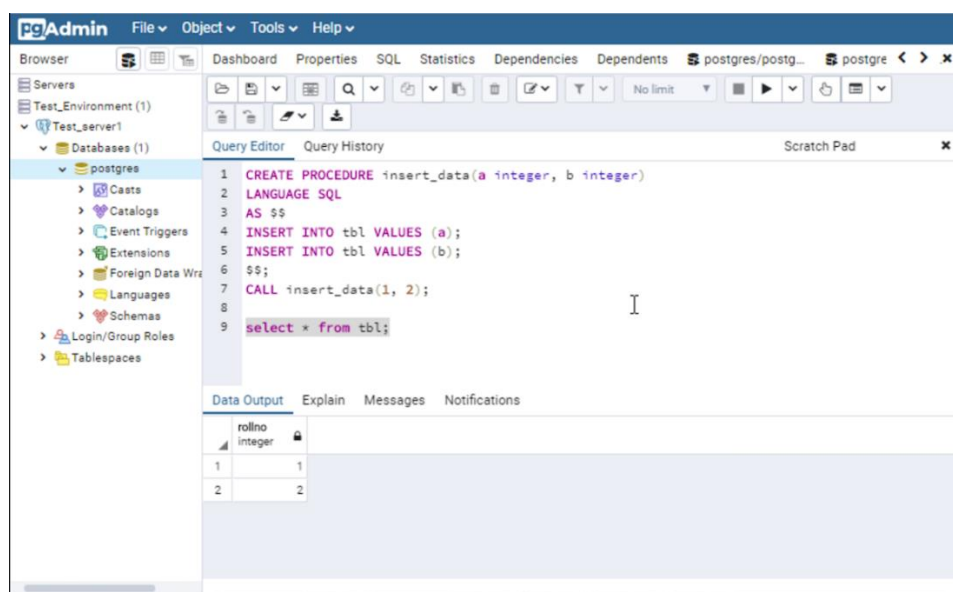 pgAdmin File Object Tools Help
Browser Dashboard Properties SQL Statistics Dependencies Dependents postgres/postg... postgre
Servers
Test_Environment (1)
Test_server1
Databases (1)
postgres
Casts
Catalogs
Event Triggers
Extensions
Foreign Data Wra
Languages
Schemas
Login/Group Roles
Tablespaces
No limit
Query Editor Query History Scratch Pad
1 CREATE PROCEDURE insert_data(a integer, b integer)
2 LANGUAGE SQL
3 AS $$
4 INSERT INTO tbl VALUES (a);
5 INSERT INTO tbl VALUES (b);
6 $$;
7 CALL insert_data(1, 2);
8
9 select * from tbl;
Data Output Explain Messages Notifications
rollno
integer
1 1
2 2